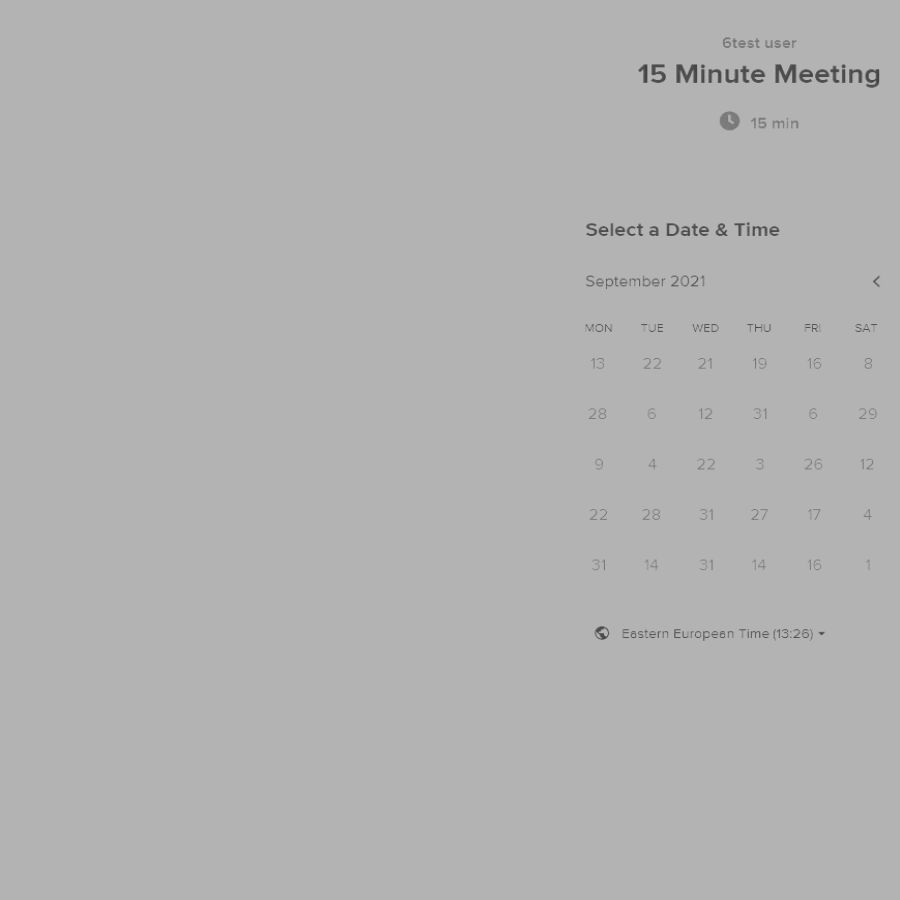 6test user
15 Minute Meeting
15 min
Select a Date & Time
September 2021
MON TUE WED THU FRI SAT
13 22 21 19 16 8
28 6 12 31 6 29
9 4 22 3 26 12
22 28 31 27 17 4
31 14 31 14 16 1
Eastern European Time (13:26)